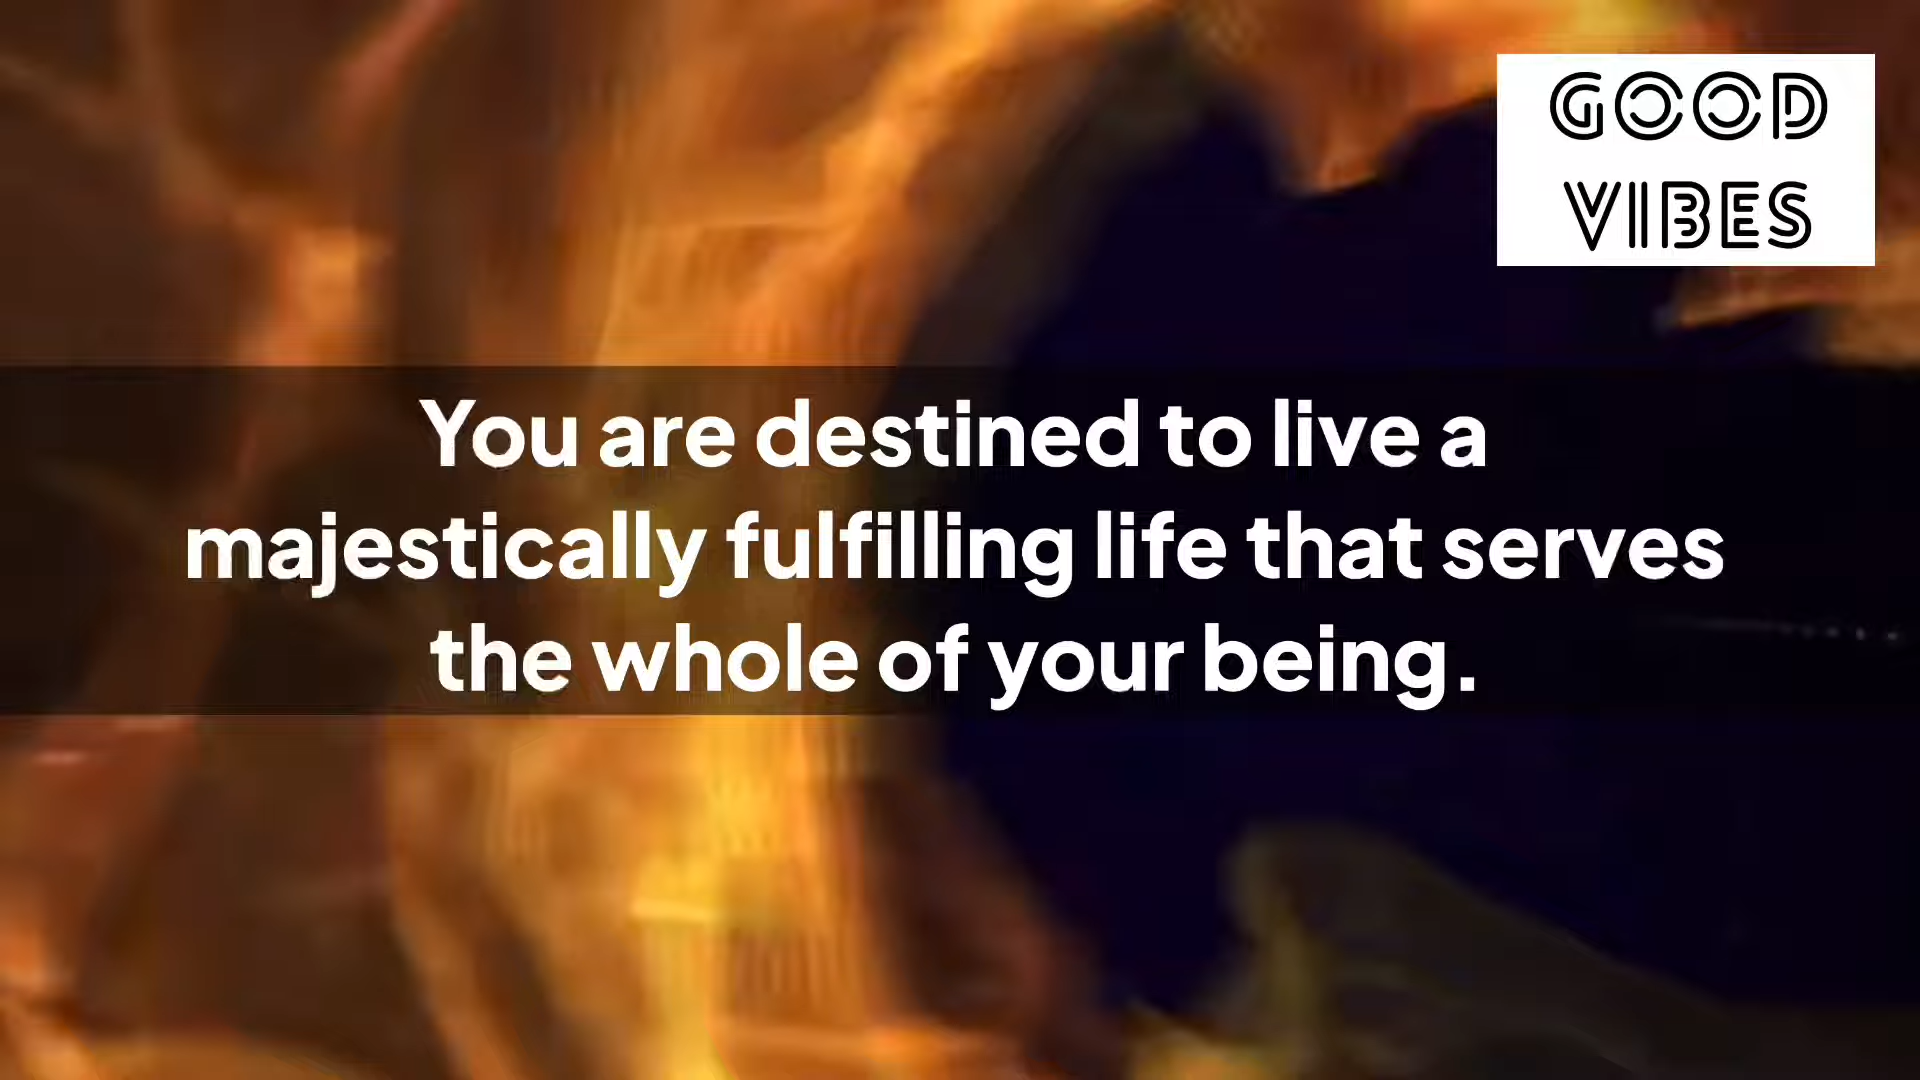 GOOD
VIBES
You are destined to live a
majestically fulfilling life that serves
the whole of your being.